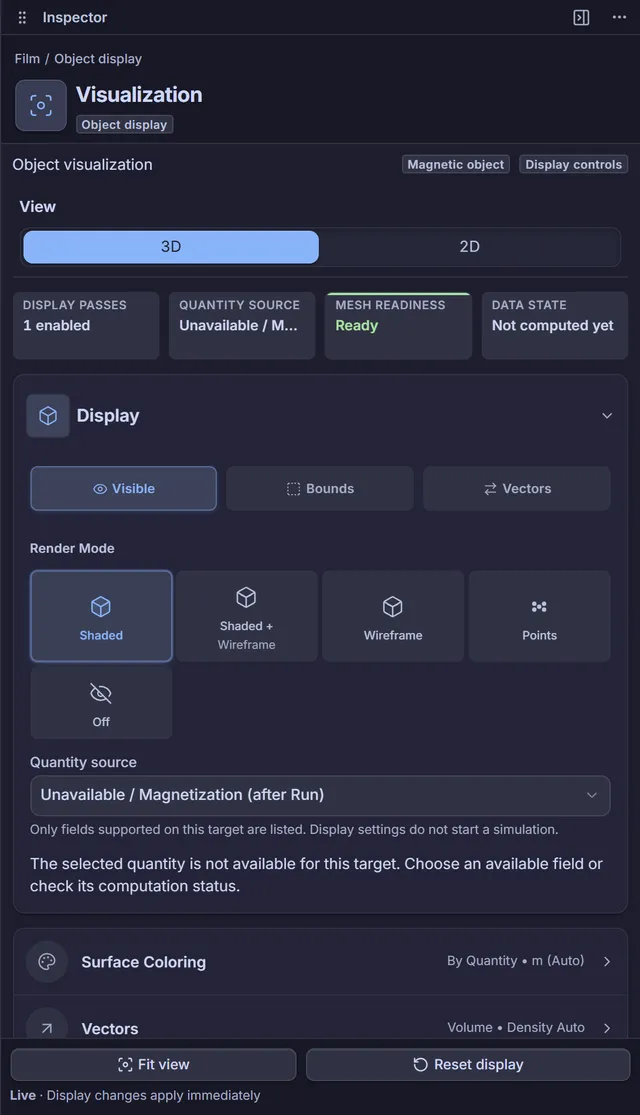 Inspector
Film / Object display
Visualization
Object display
Object visualization
Magnetic object
Display controls
View
3D
2D
DISPLAY PASSES
1 enabled
QUANTITY SOURCE
Unavailable / M...
MESH READINESS
Ready
DATA STATE
Not computed yet
Display
Visible
Bounds
Vectors
Render Mode
Shaded
Shaded +
Wireframe
Wireframe
Points
Off
Quantity source
Unavailable / Magnetization (after Run)
Only fields supported on this target are listed. Display settings do not start a simulation.
The selected quantity is not available for this target. Choose an available field or
check its computation status.
Surface Coloring
By Quantity • m (Auto)
Vectors
Volume • Density Auto
Fit view
Reset display
Live · Display changes apply immediately